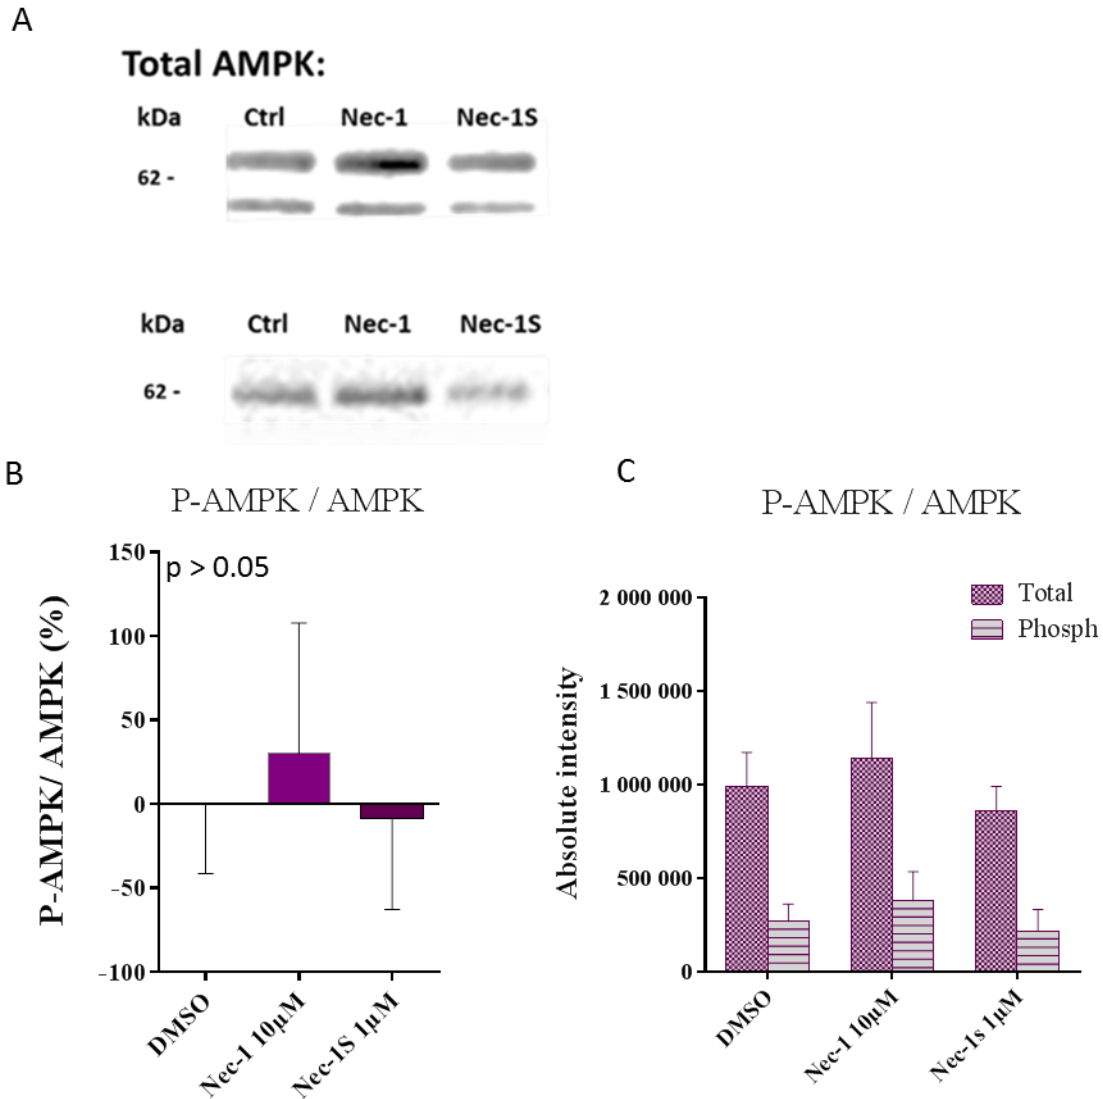 A
Total AMPK:
kDa Ctrl Nec-1 Nec-1S
62 -
kDa Ctrl Nec-1 Nec-1S
62 -
B
P-AMPK / AMPK
p > 0.05
P-AMPK/ AMPK (%)
150
100
50
0
-50
-100
DMSO
Nec-1 10μM
Nec-1S 1μM
C
P-AMPK / AMPK
Total
Phosph
Absolute intensity
2 000 000
1 500 000
1 000 000
500 000
0
DMSO
Nec-1 10μM
Nec-1s 1μM